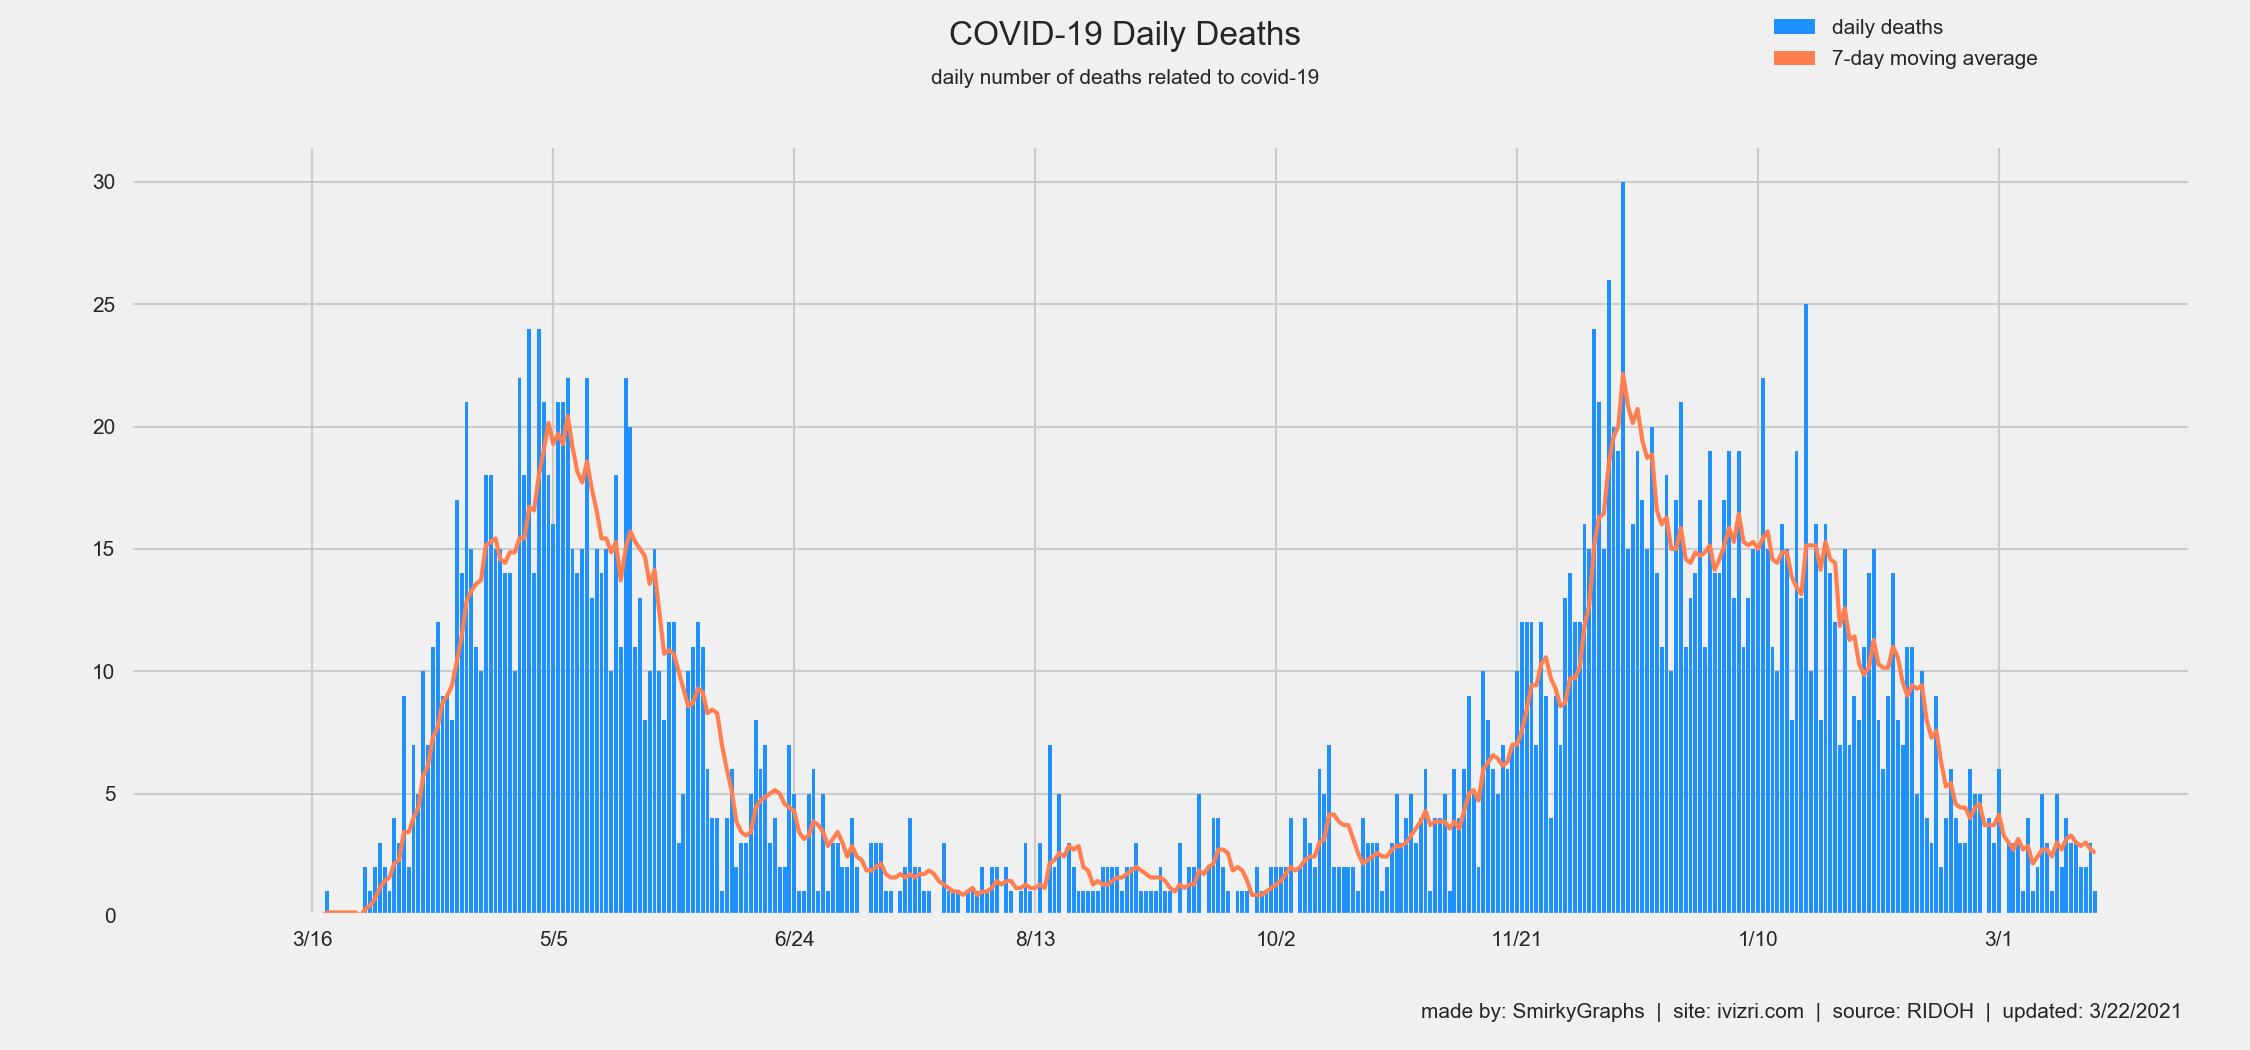 COVID-19 Daily Deaths
daily number of deaths related to covid-19
daily deaths
7-day moving average
30
25
20
15
10
5
0
3/16 5/5 6/24 8/13 10/2 11/21 1/10 3/1
made by: SmirkyGraphs | site: ivizri.com | source: RIDOH | updated: 3/22/2021